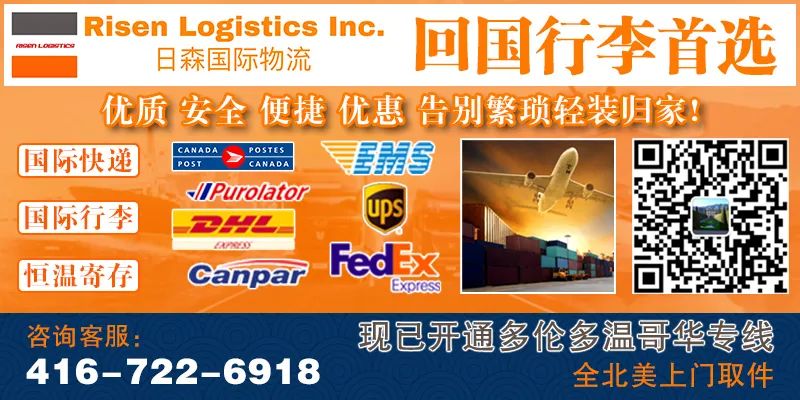 RISEN LOGISTICS
Risen Logistics Inc.
日森国际物流
回国行李首选
优质 安全 便捷 优惠 告别繁琐轻装归家!
国际快递
国际行李
恒温寄存
CANADA POSTES
POST CANADA
EMS
Purolator
ups
DHL
EXPRESS
Canpar
FedEx
Express
咨询客服:
416-722-6918
现已开通多伦多温哥华专线
全北美上门取件